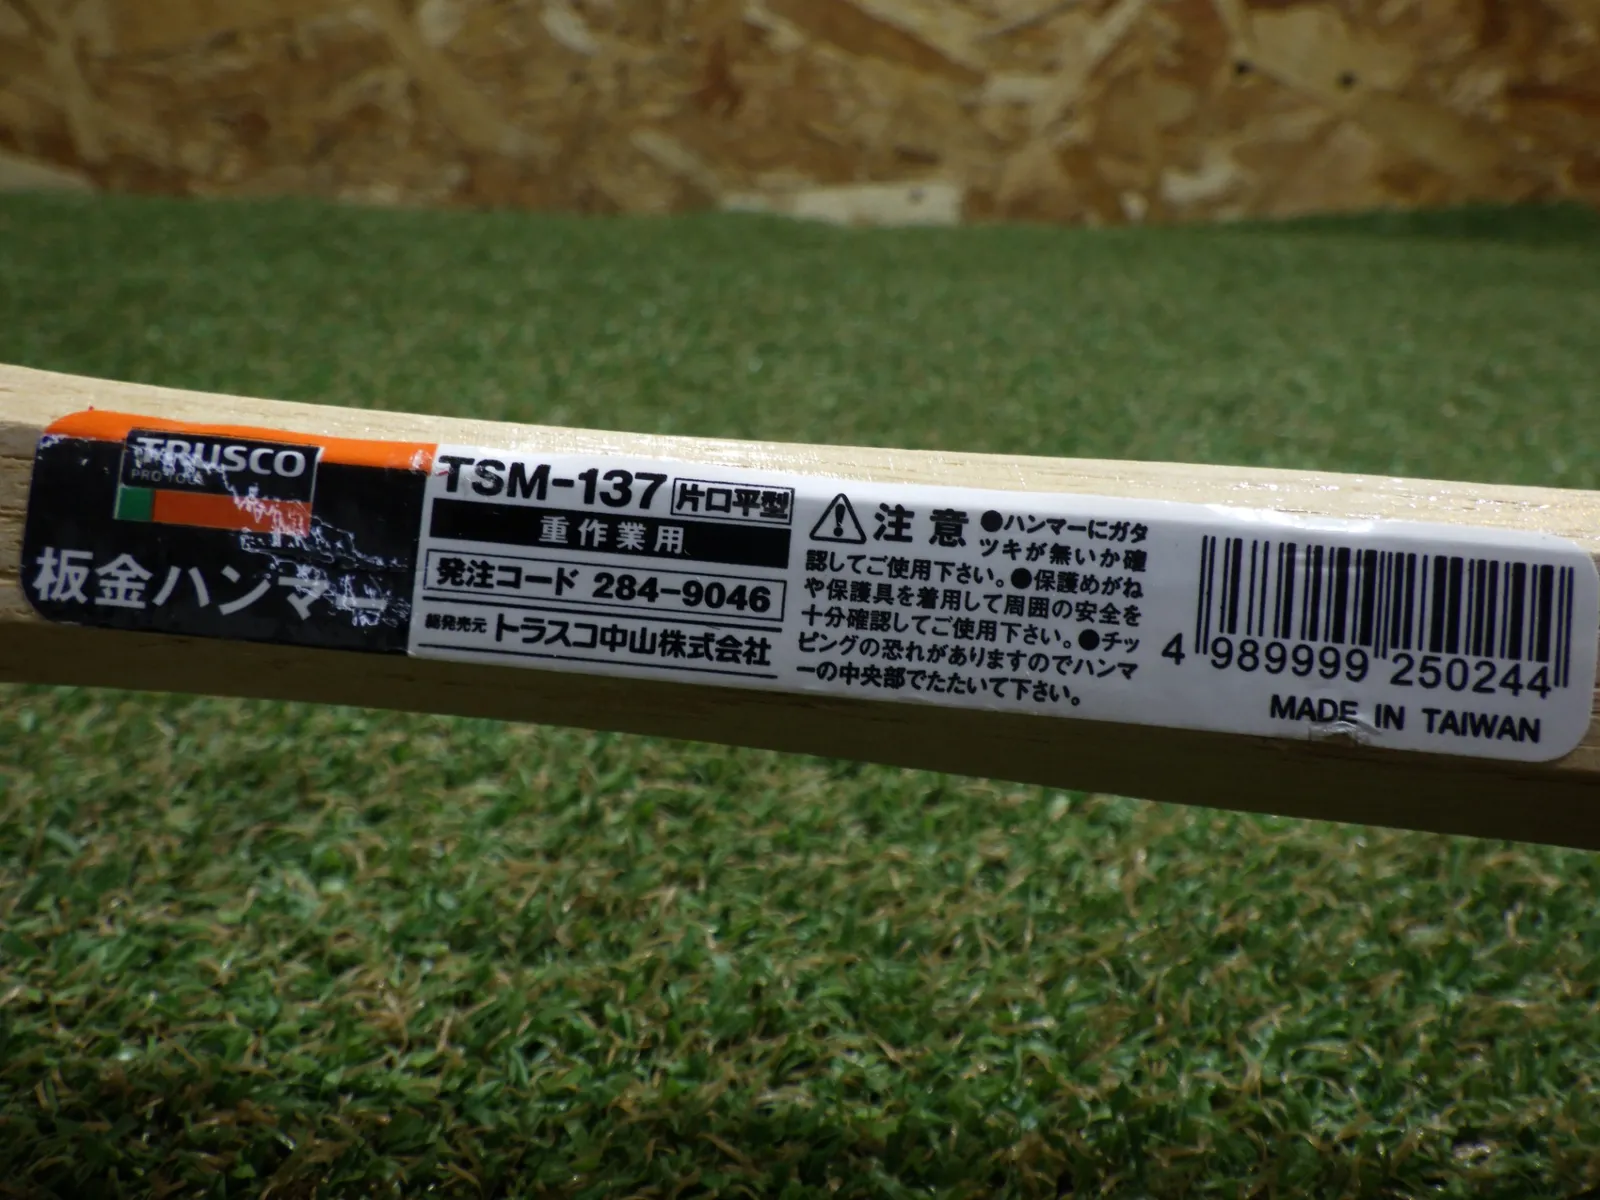 TRUSCO
PRO TOOL
板金ハンマー
TSM-137 片口平型
重作業用
発注コード 284-9046
総発売元 トラスコ中山株式会社
注意 ●ハンマーにガタ
ツキが無いか確
認してご使用下さい。●保護めがね
や保護具を着用して周囲の安全を
十分確認してご使用下さい。●チッ
ピングの恐れがありますのでハンマ
ーの中央部でたたいて下さい。
4 989999 250244
MADE IN TAIWAN